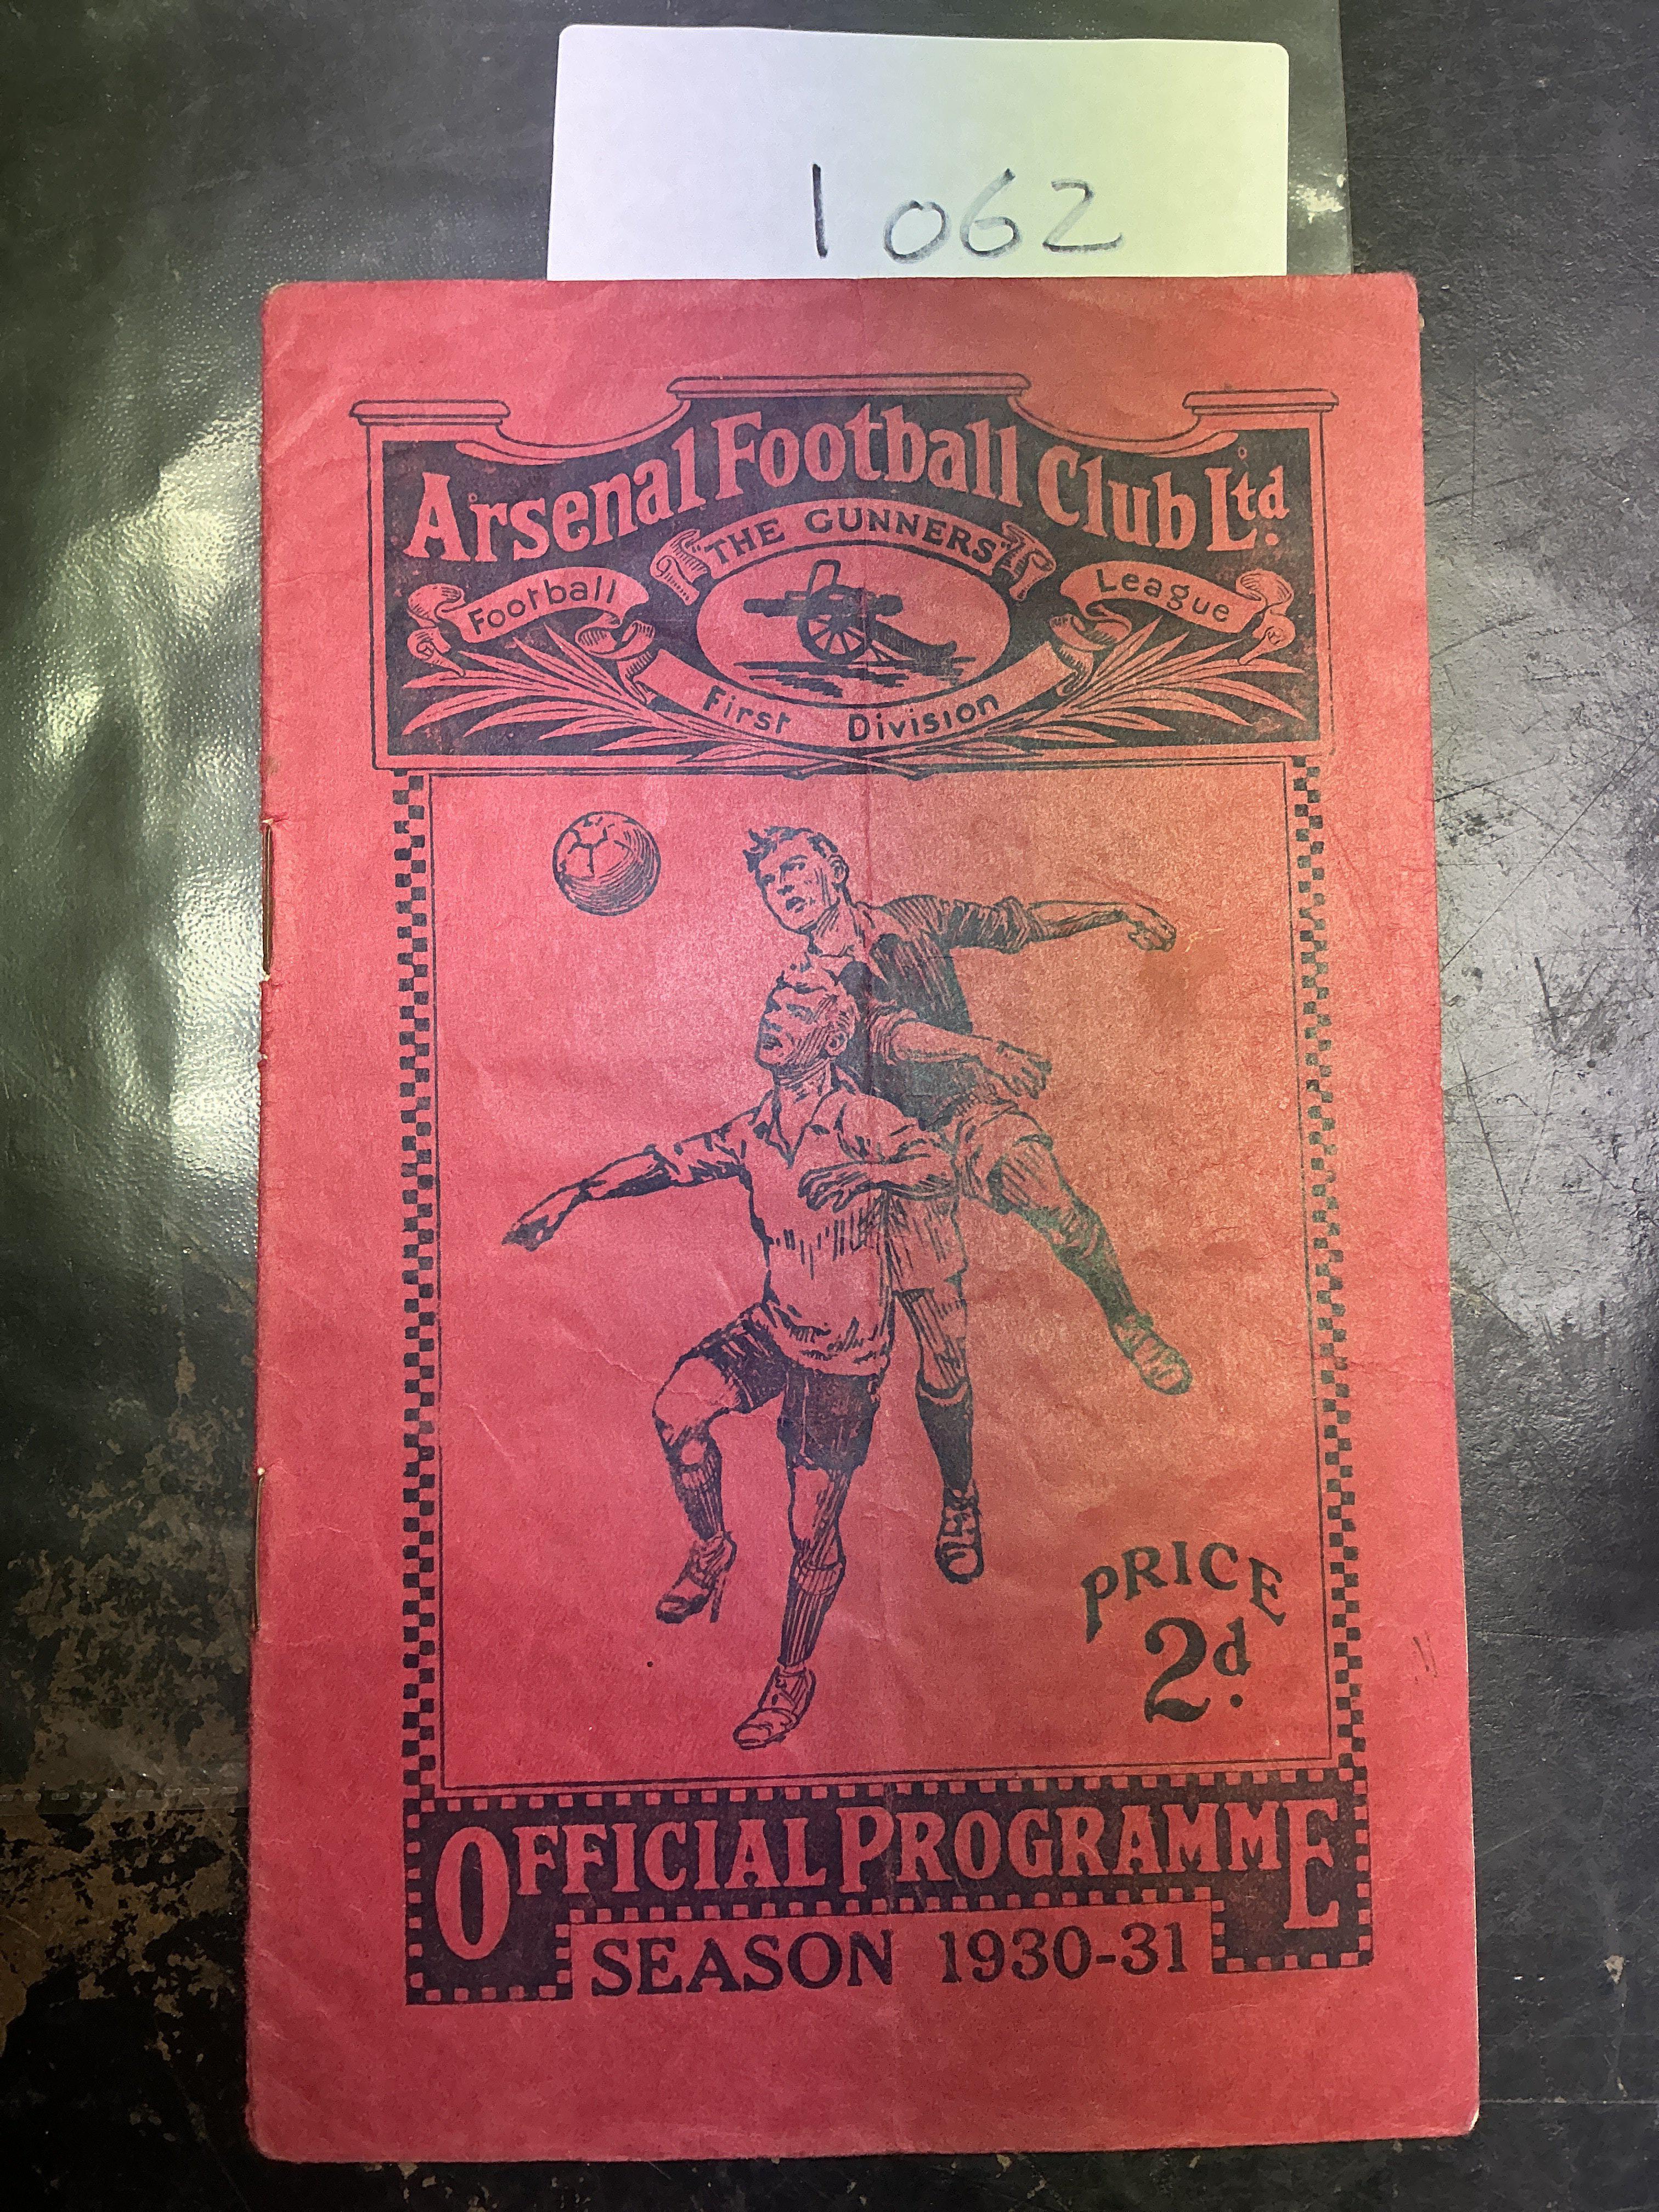 1062
Arsenal Football Club Ltd.
"THE GUNNERS"
Football League
First Division
PRICE
2d.
OFFICIAL PROGRAMME
SEASON 1930-31